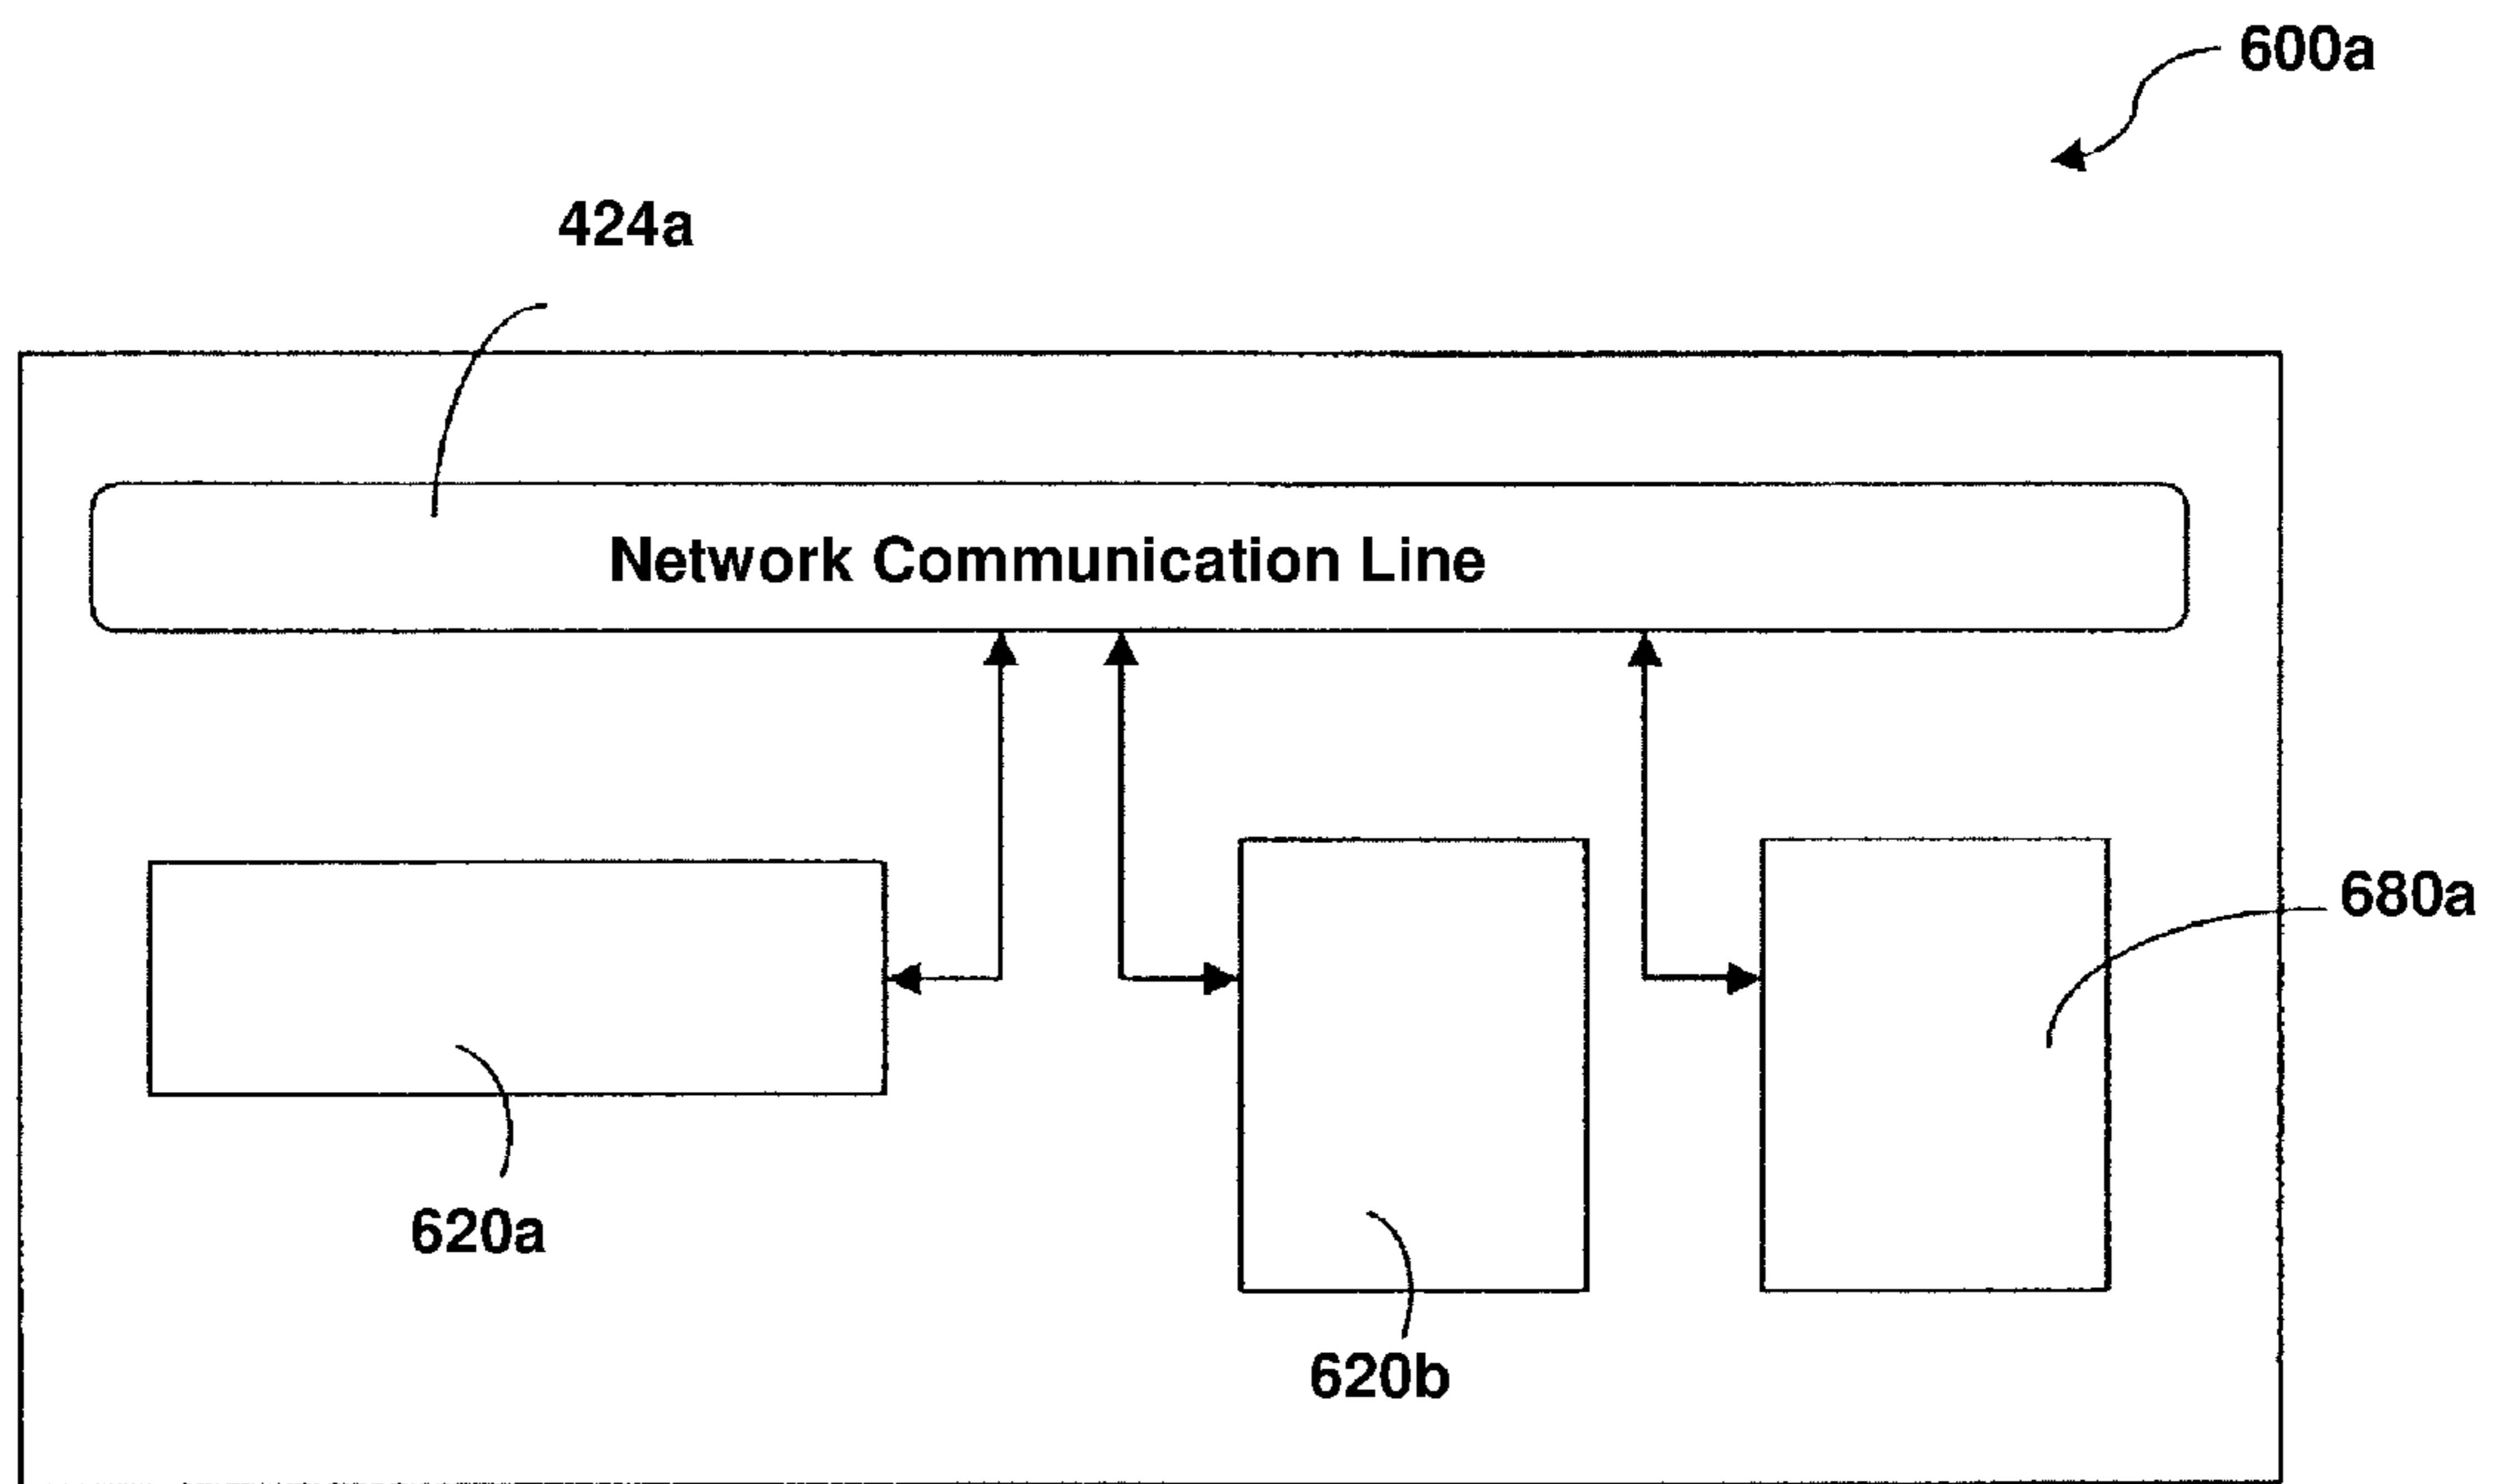 600a
424a
Network Communication Line
680a
620a
620b